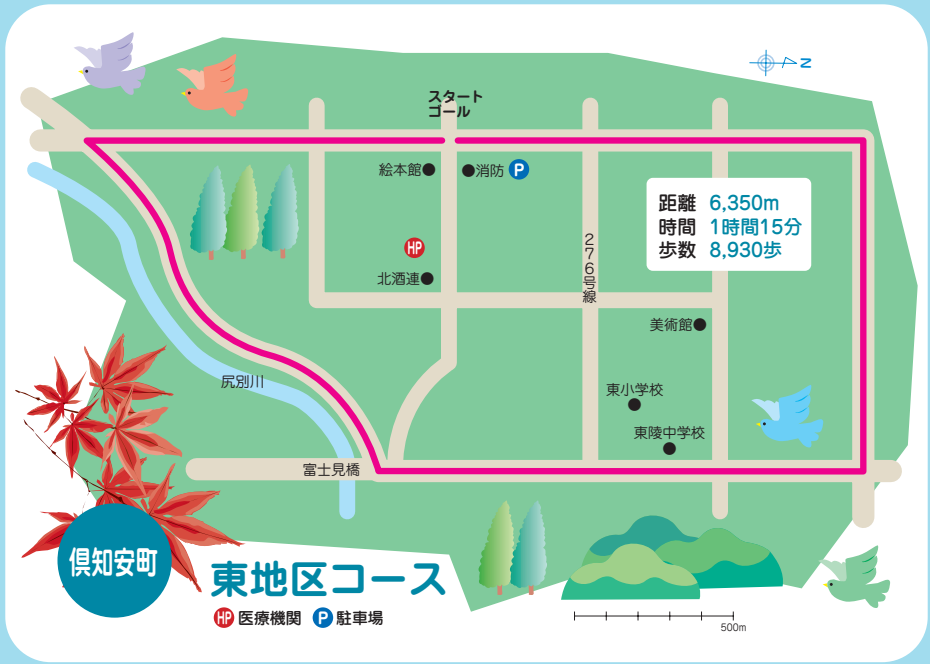 N
スタート
ゴール
絵本館
消防
P
距離 6,350m
時間 1時間15分
歩数 8,930歩
HP
北酒連
276号線
美術館
尻別川
東小学校
東陵中学校
富士見橋
倶知安町
東地区コース
HP 医療機関 P 駐車場
500m